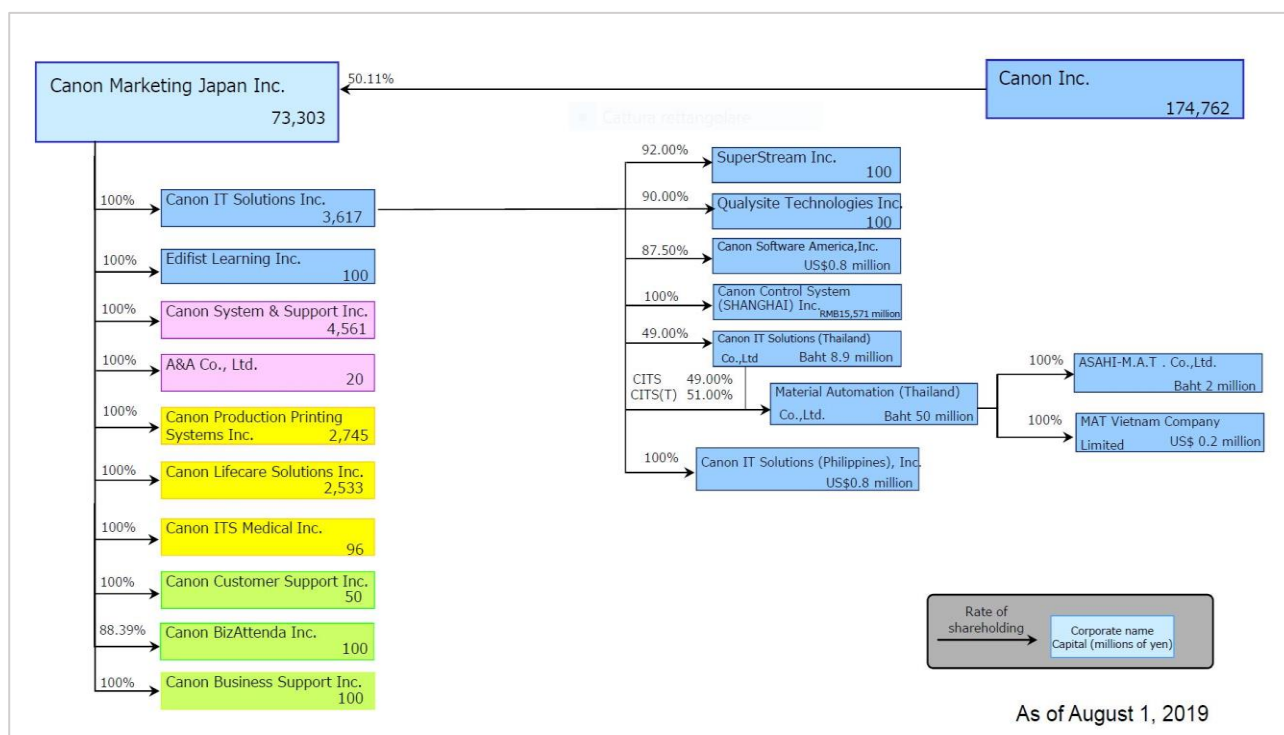 Canon Marketing Japan Inc.
73,303
50.11%
Canon Inc.
174,762
Cattura rettangolare
100%
Canon IT Solutions Inc.
3,617
100%
Edifist Learning Inc.
100
100%
Canon System & Support Inc.
4,561
100%
A&A Co., Ltd.
20
100%
Canon Production Printing
Systems Inc. 2,745
100%
Canon Lifecare Solutions Inc.
2,533
100%
Canon ITS Medical Inc.
96
100%
Canon Customer Support Inc.
50
88.39%
Canon BizAttenda Inc.
100
100%
Canon Business Support Inc.
100
92.00%
SuperStream Inc.
100
90.00%
Qualysite Technologies Inc.
100
87.50%
Canon Software America,Inc.
US$0.8 million
100%
Canon Control System
(SHANGHAI) Inc. RMB15,571 million
49.00%
Canon IT Solutions (Thailand)
Co.,Ltd Baht 8.9 million
CITS 49.00%
CITS(T) 51.00%
Material Automation (Thailand)
Co.,Ltd. Baht 50 million
100%
ASAHI-M.A.T . Co.,Ltd.
Baht 2 million
100%
MAT Vietnam Company
Limited US$ 0.2 million
100%
Canon IT Solutions (Philippines), Inc.
US$0.8 million
Rate of
shareholding
Corporate name
Capital (millions of yen)
As of August 1, 2019